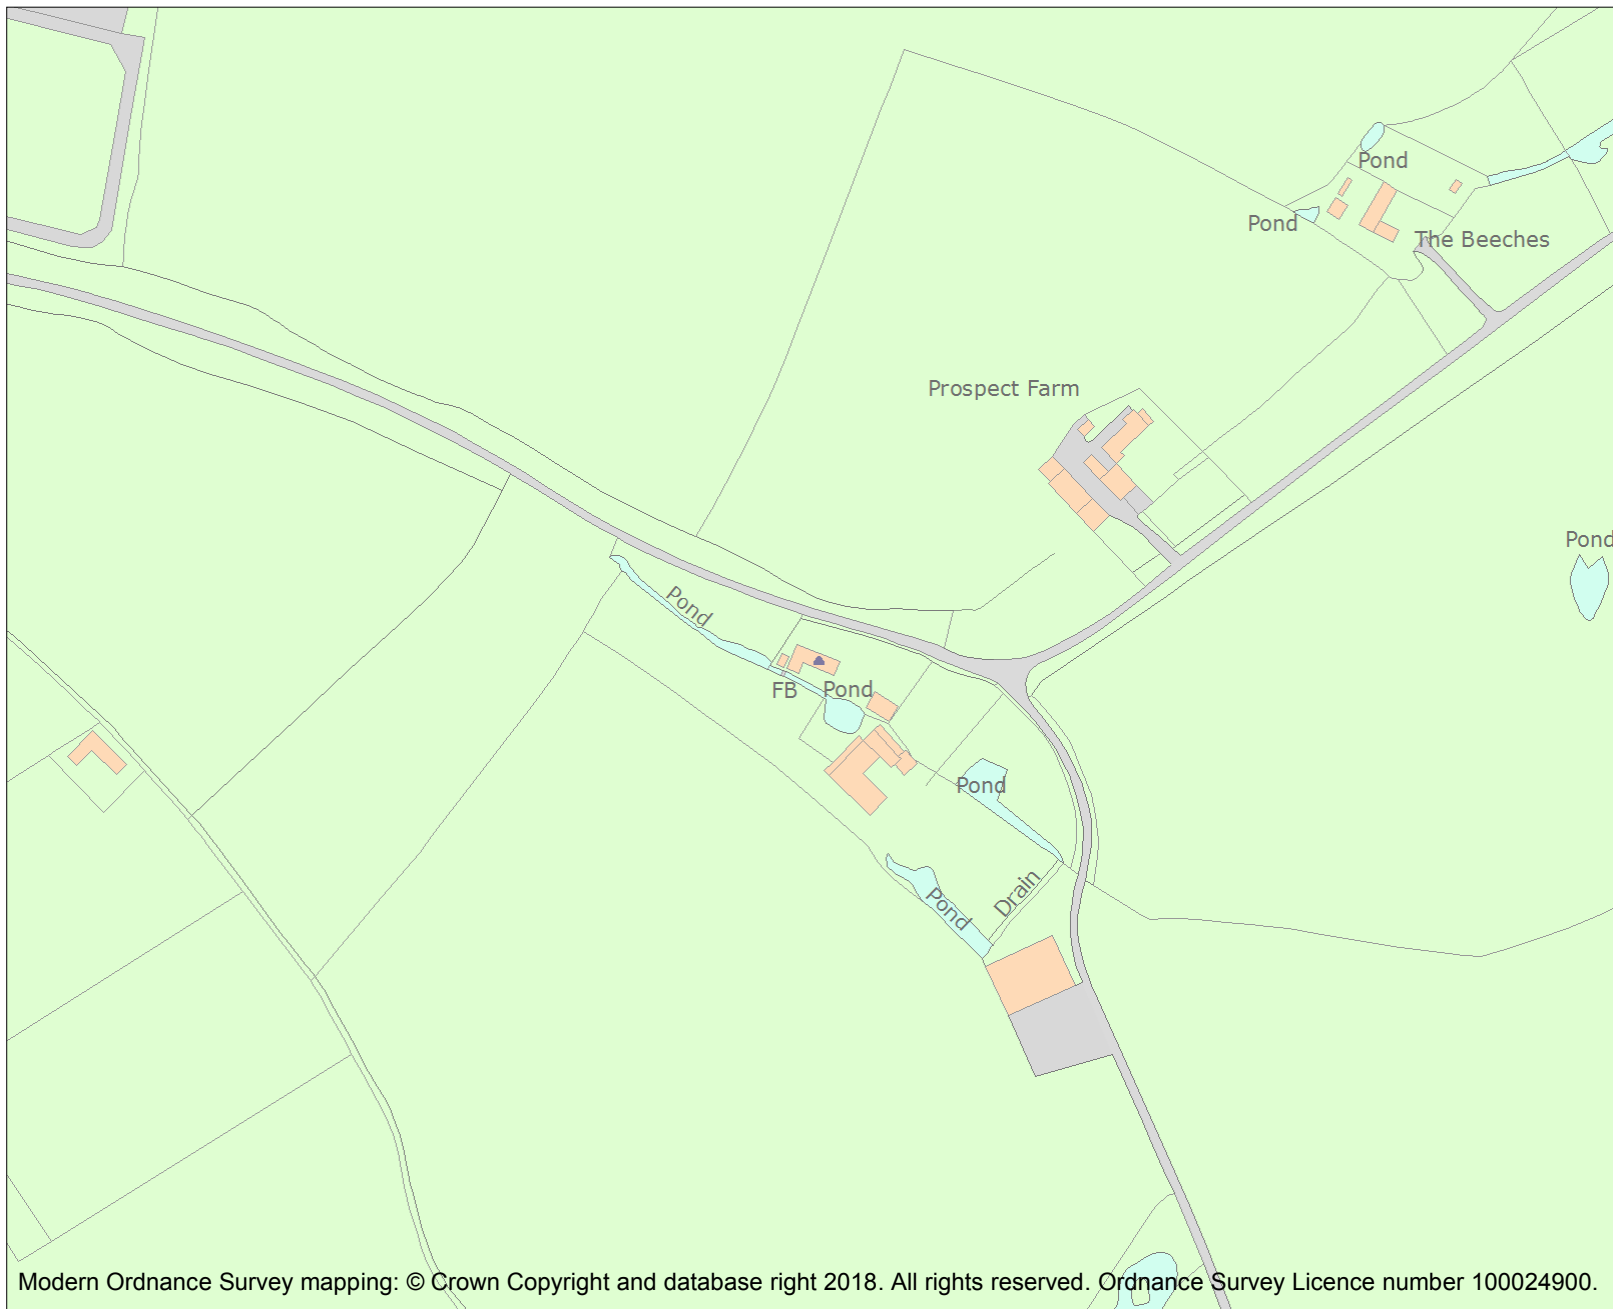 Pond
Pond
The Beeches
Prospect Farm
Pond
Pond
FB
Pond
Pond
Drain
Pond
Modern Ordnance Survey mapping: © Crown Copyright and database right 2018. All rights reserved. Ordnance Survey Licence number 100024900.